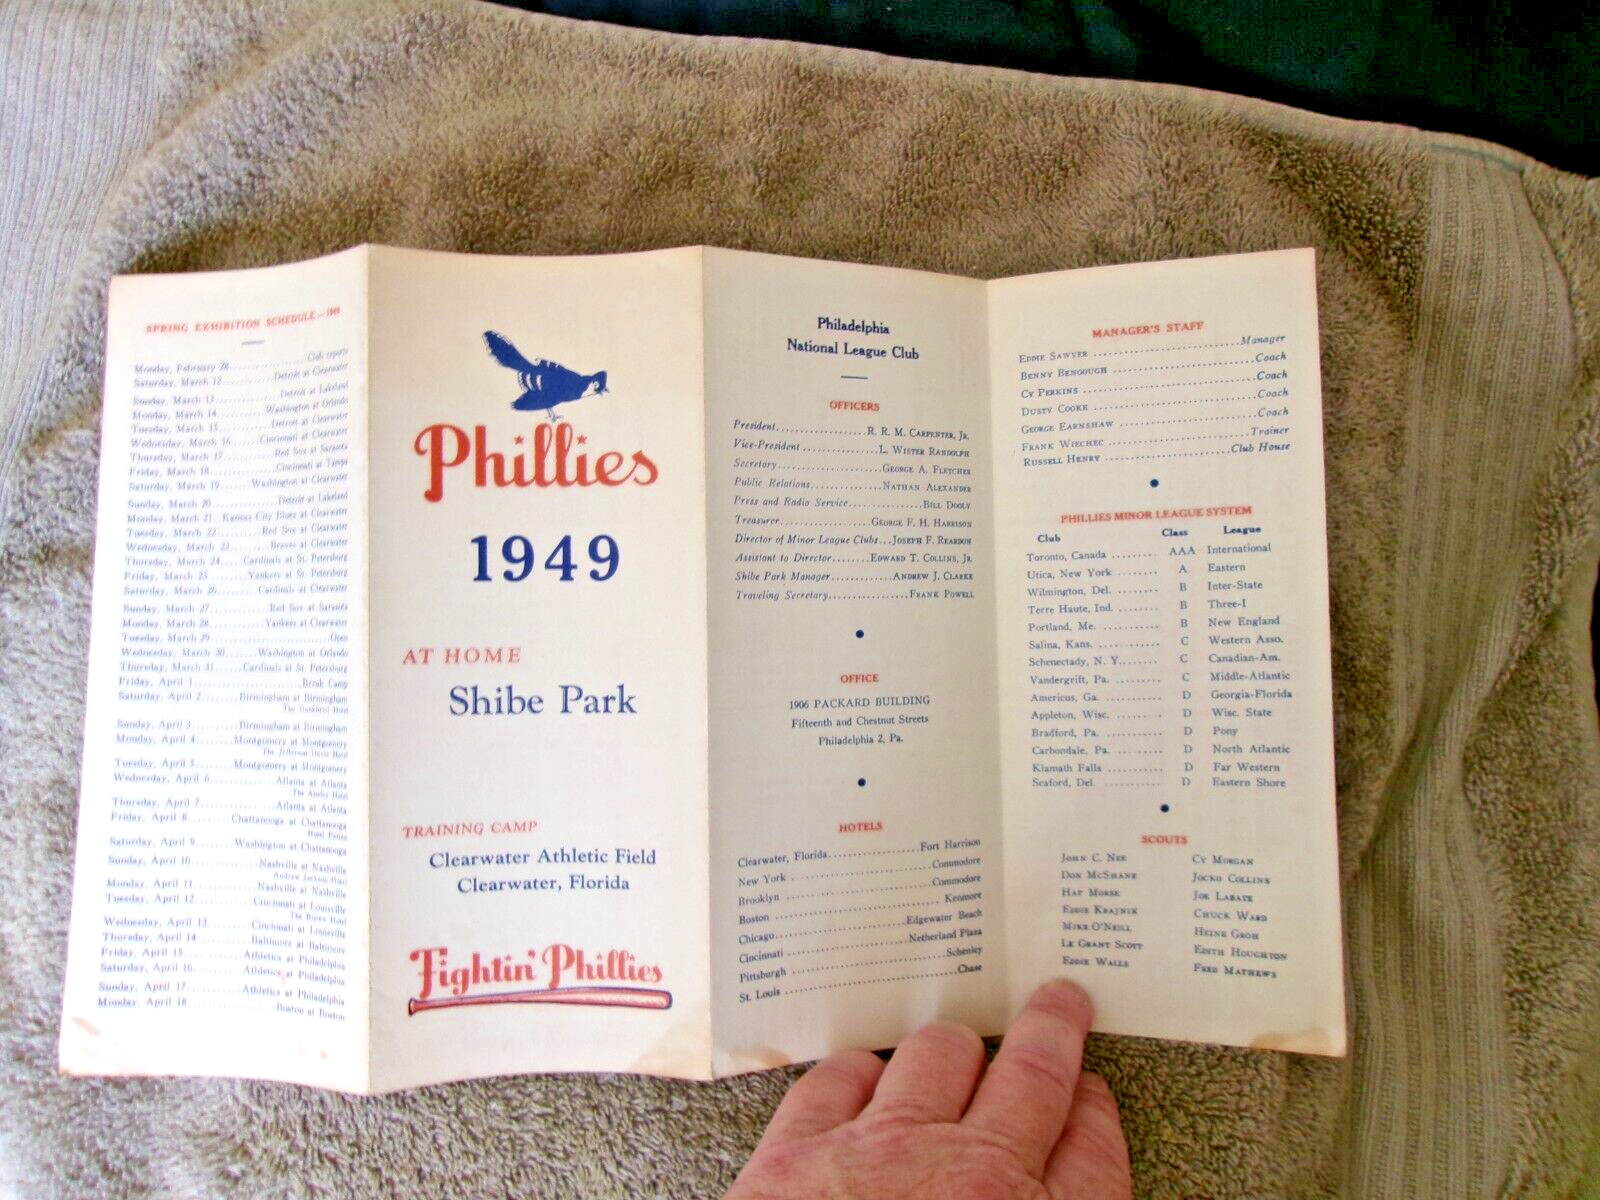 SPRING EXHIBITION SCHEDULE—1949
Monday, February 28..........Club reports
Saturday, March 12..........Detroit at Clearwater
Sunday, March 13..........Detroit at Lakeland
Monday, March 14..........Washington at Orlando
Tuesday, March 15..........Detroit at Clearwater
Wednesday, March 16..........Cincinnati at Clearwater
Thursday, March 17..........Red Sox at Sarasota
Friday, March 18..........Cincinnati at Tampa
Saturday, March 19..........Washington at Clearwater
Sunday, March 20..........Detroit at Lakeland
Monday, March 21..Kansas City Blues at Clearwater
Tuesday, March 22..........Red Sox at Clearwater
Wednesday, March 23..........Braves at Clearwater
Thursday, March 24.....Cardinals at St. Petersburg
Friday, March 25.......Yankees at St. Petersburg
Saturday, March 26..........Cardinals at Clearwater
Sunday, March 27..........Red Sox at Sarasota
Monday, March 28..........Yankees at Clearwater
Tuesday, March 29..........Open
Wednesday, March 30.......Washington at Orlando
Thursday, March 31.....Cardinals at St. Petersburg
Friday, April 1..........Break Camp
Saturday, April 2.......Birmingham at Birmingham
Sunday, April 3..........Birmingham at Birmingham
Monday, April 4.......Montgomery at Montgomery
The Jefferson Davis Hotel
Tuesday, April 5.......Montgomery at Montgomery
Wednesday, April 6..........Atlanta at Atlanta
The Ansley Hotel
Thursday, April 7..........Atlanta at Atlanta
Friday, April 8.......Chattanooga at Chattanooga
Hotel Patten
Saturday, April 9.......Washington at Chattanooga
Sunday, April 10..........Nashville at Nashville
Andrew Jackson Hotel
Monday, April 11..........Nashville at Nashville
Tuesday, April 12..........Cincinnati at Louisville
The Brown Hotel
Wednesday, April 13.......Cincinnati at Louisville
Thursday, April 14..........Baltimore at Baltimore
Friday, April 15..........Athletics at Philadelphia
Saturday, April 16..........Athletics at Philadelphia
Sunday, April 17..........Athletics at Philadelphia
Monday, April 18..........Boston at Boston
Phillies
1949
AT HOME
Shibe Park
TRAINING CAMP
Clearwater Athletic Field
Clearwater, Florida
Fightin' Phillies
Philadelphia
National League Club
OFFICERS
President..........R. R. M. CARPENTER, JR.
Vice-President..........L. WISTER RANDOLPH
Secretary..........GEORGE A. FLETCHER
Public Relations..........NATHAN ALEXANDER
Press and Radio Service..........BILL DOOLY
Treasurer..........GEORGE F. H. HARRISON
Director of Minor League Clubs...JOSEPH F. REARDON
Assistant to Director........EDWARD T. COLLINS, JR.
Shibe Park Manager..........ANDREW J. CLARKE
Traveling Secretary..........FRANK POWELL
OFFICE
1906 PACKARD BUILDING
Fifteenth and Chestnut Streets
Philadelphia 2, Pa.
HOTELS
Clearwater, Florida..........Fort Harrison
New York..........Commodore
Brooklyn..........Commodore
Boston..........Kenmore
Chicago..........Edgewater Beach
Cincinnati..........Netherland Plaza
Pittsburgh..........Schenley
St. Louis..........Chase
MANAGER'S STAFF
EDDIE SAWYER..........Manager
BENNY BENGOUGH..........Coach
CY PERKINS..........Coach
DUSTY COOKE..........Coach
GEORGE EARNSHAW..........Coach
FRANK WIECHEC..........Trainer
RUSSELL HENRY..........Club House
PHILLIES MINOR LEAGUE SYSTEM
Club Class League
Toronto, Canada ......... AAA International
Utica, New York ........ A Eastern
Wilmington, Del. ......... B Inter-State
Terre Haute, Ind. ........ B Three-I
Portland, Me. ........... B New England
Salina, Kans. ........... C Western Asso.
Schenectady, N. Y....... C Canadian-Am.
Vandergrift, Pa. ......... C Middle-Atlantic
Americus, Ga. .......... D Georgia-Florida
Appleton, Wisc. ......... D Wisc. State
Bradford, Pa. .......... D Pony
Carbondale, Pa. ......... D North Atlantic
Klamath Falls .......... D Far Western
Seaford, Del. .......... D Eastern Shore
SCOUTS
JOHN C. NEE CY MORGAN
DON MCSHANE JOCKO COLLINS
HAP MORSE JOE LABATE
EDDIE KRAJNIK CHUCK WARD
MIKE O'NEILL HEINE GROH
LE GRANT SCOTT EDITH HOUGHTON
EDDIE WALLS FRED MATHEWS